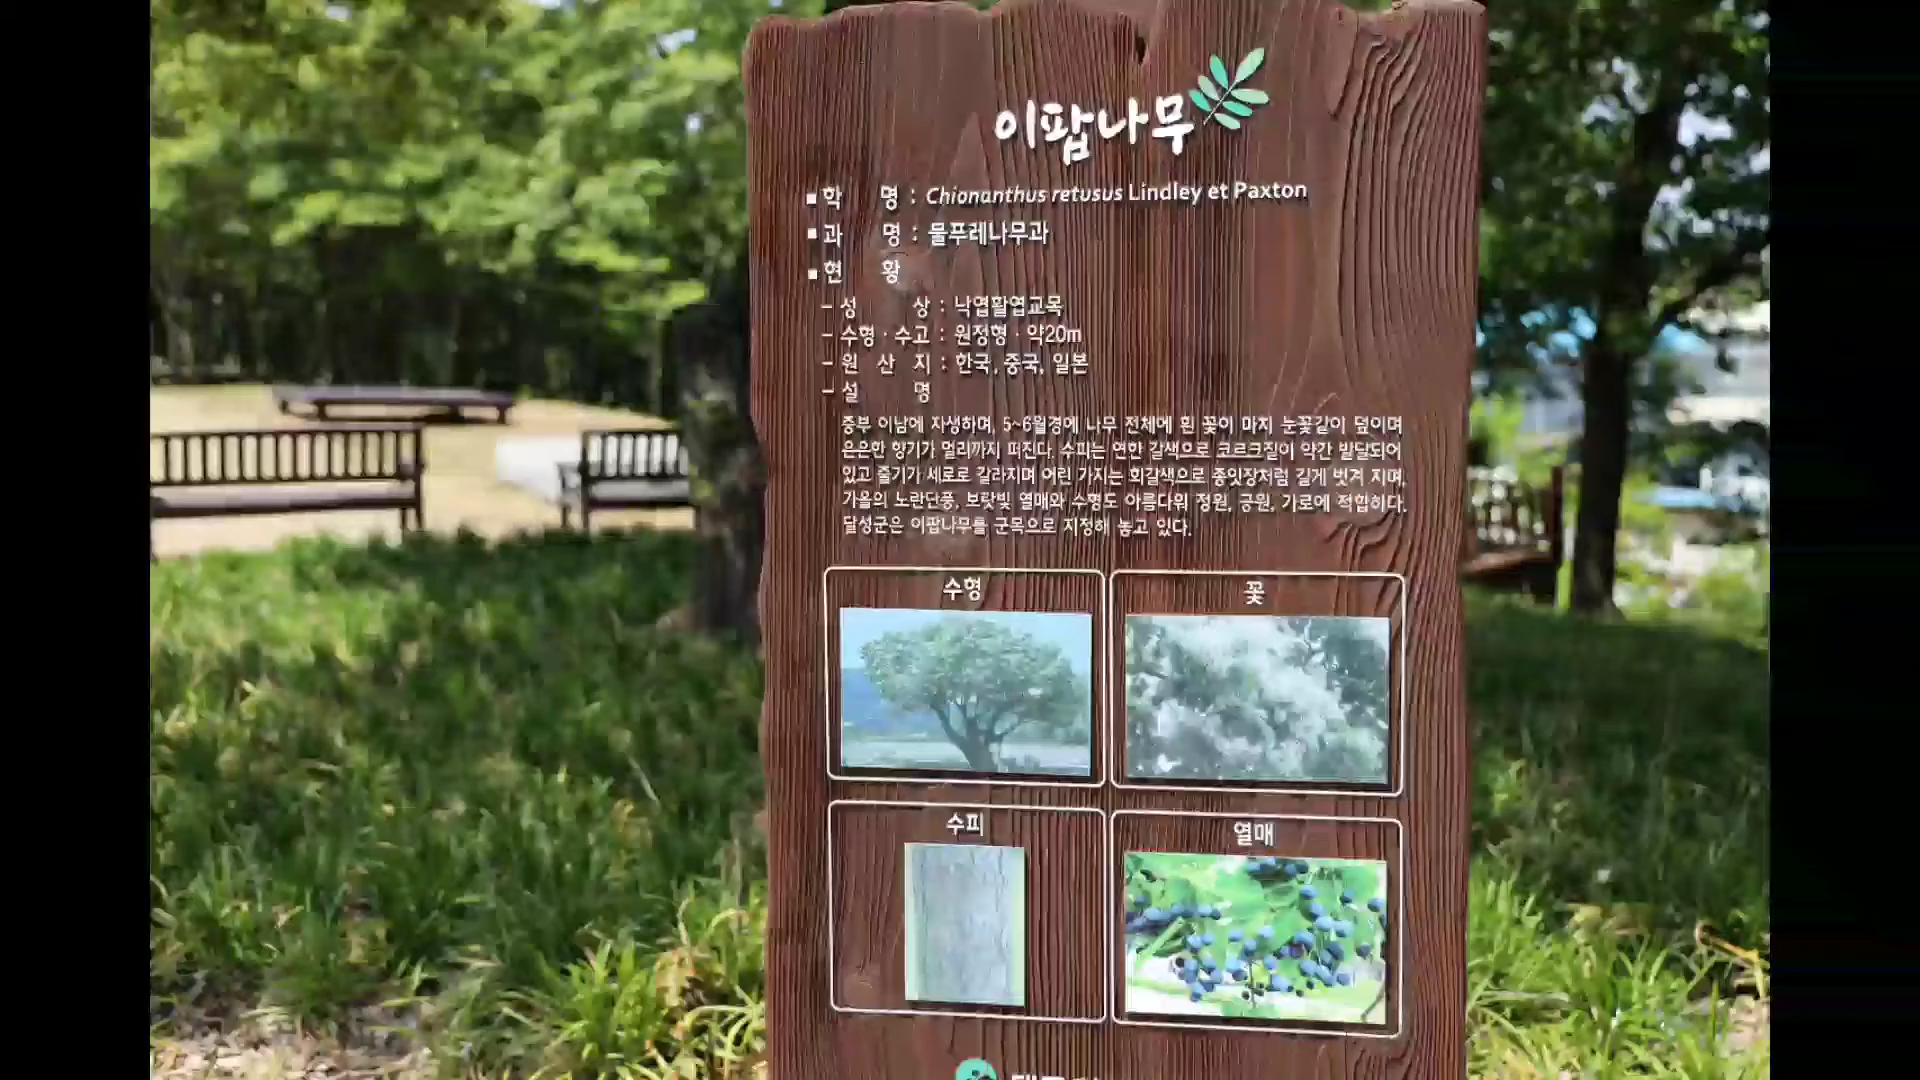 이팝나무
■ 학 명 : Chionanthus retusus Lindley et Paxton
■ 과 명 : 물푸레나무과
■ 현 황
- 성 상 : 낙엽활엽교목
- 수형·수고 : 원정형·약20m
- 원 산 지 : 한국, 중국, 일본
- 설 명
중부 이남에 자생하며, 5~6월경에 나무 전체에 흰 꽃이 마치 눈꽃같이 덮이며
은은한 향기가 멀리까지 퍼진다. 수피는 연한 갈색으로 코르크질이 약간 발달되어
있고 줄기가 세로로 갈라지며 어린 가지는 회갈색으로 종잇장처럼 길게 벗겨 지며,
가을의 노란단풍, 보랏빛 열매와 수형도 아름다워 정원, 공원, 가로에 적합하다.
달성군은 이팝나무를 군목으로 지정해 놓고 있다.
수형
꽃
수피
열매